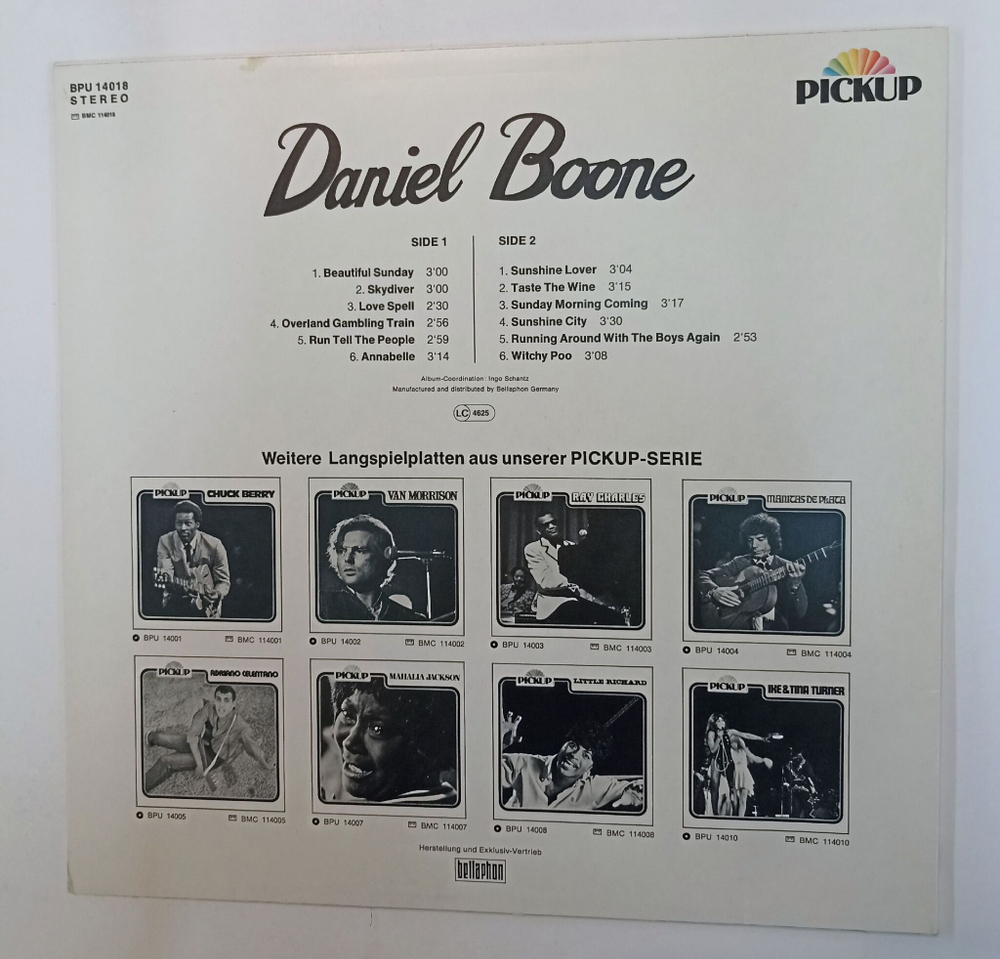 BPU 14018
STEREO
BMC 114018
PICKUP
Daniel Boone
SIDE 1
1. Beautiful Sunday 3'00
2. Skydiver 3'00
3. Love Spell 2'30
4. Overland Gambling Train 2'56
5. Run Tell The People 2'59
6. Annabelle 3'14
SIDE 2
1. Sunshine Lover 3'04
2. Taste The Wine 3'15
3. Sunday Morning Coming 3'17
4. Sunshine City 3'30
5. Running Around With The Boys Again 2'53
6. Witchy Poo 3'08
Album-Coordination: Ingo Schantz
Manufactured and distributed by Bellaphon Germany
LC 4625
Weitere Langspielplatten aus unserer PICKUP-SERIE
PICKUP CHUCK BERRY
BPU 14001 BMC 114001
PICKUP VAN MORRISON
BPU 14002 BMC 114002
PICKUP RAY CHARLES
BPU 14003 BMC 114003
PICKUP MANITAS DE PLATA
BPU 14004 BMC 114004
PICKUP ADRIANO CELENTANO
BPU 14005 BMC 114005
PICKUP MAHALIA JACKSON
BPU 14007 BMC 114007
PICKUP LITTLE RICHARD
BPU 14008 BMC 114008
PICKUP IKE & TINA TURNER
BPU 14010 BMC 114010
Herstellung und Exklusiv-Vertrieb
bellaphon